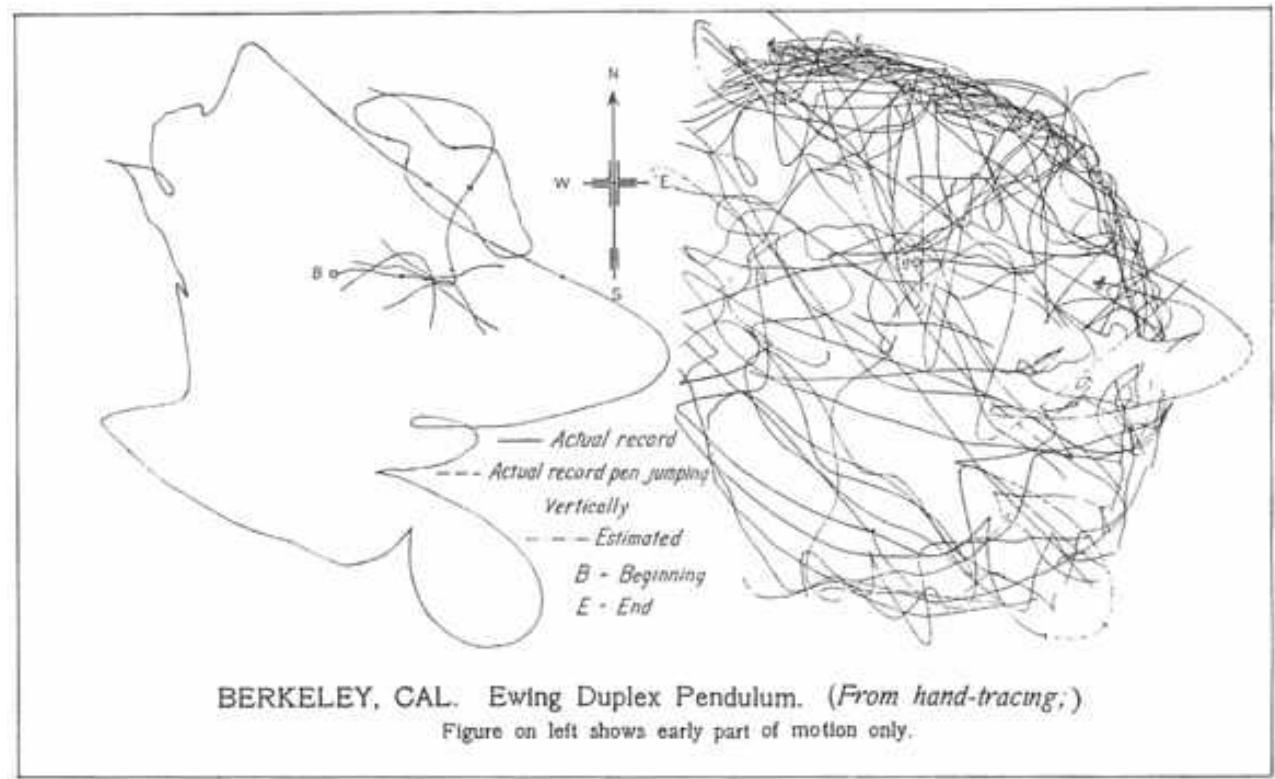 N
W E
S
B
Actual record
Actual record pen jumping
Vertically
Estimated
B - Beginning
E - End
BERKELEY, CAL. Ewing Duplex Pendulum. (From hand-tracing;)
Figure on left shows early part of motion only.